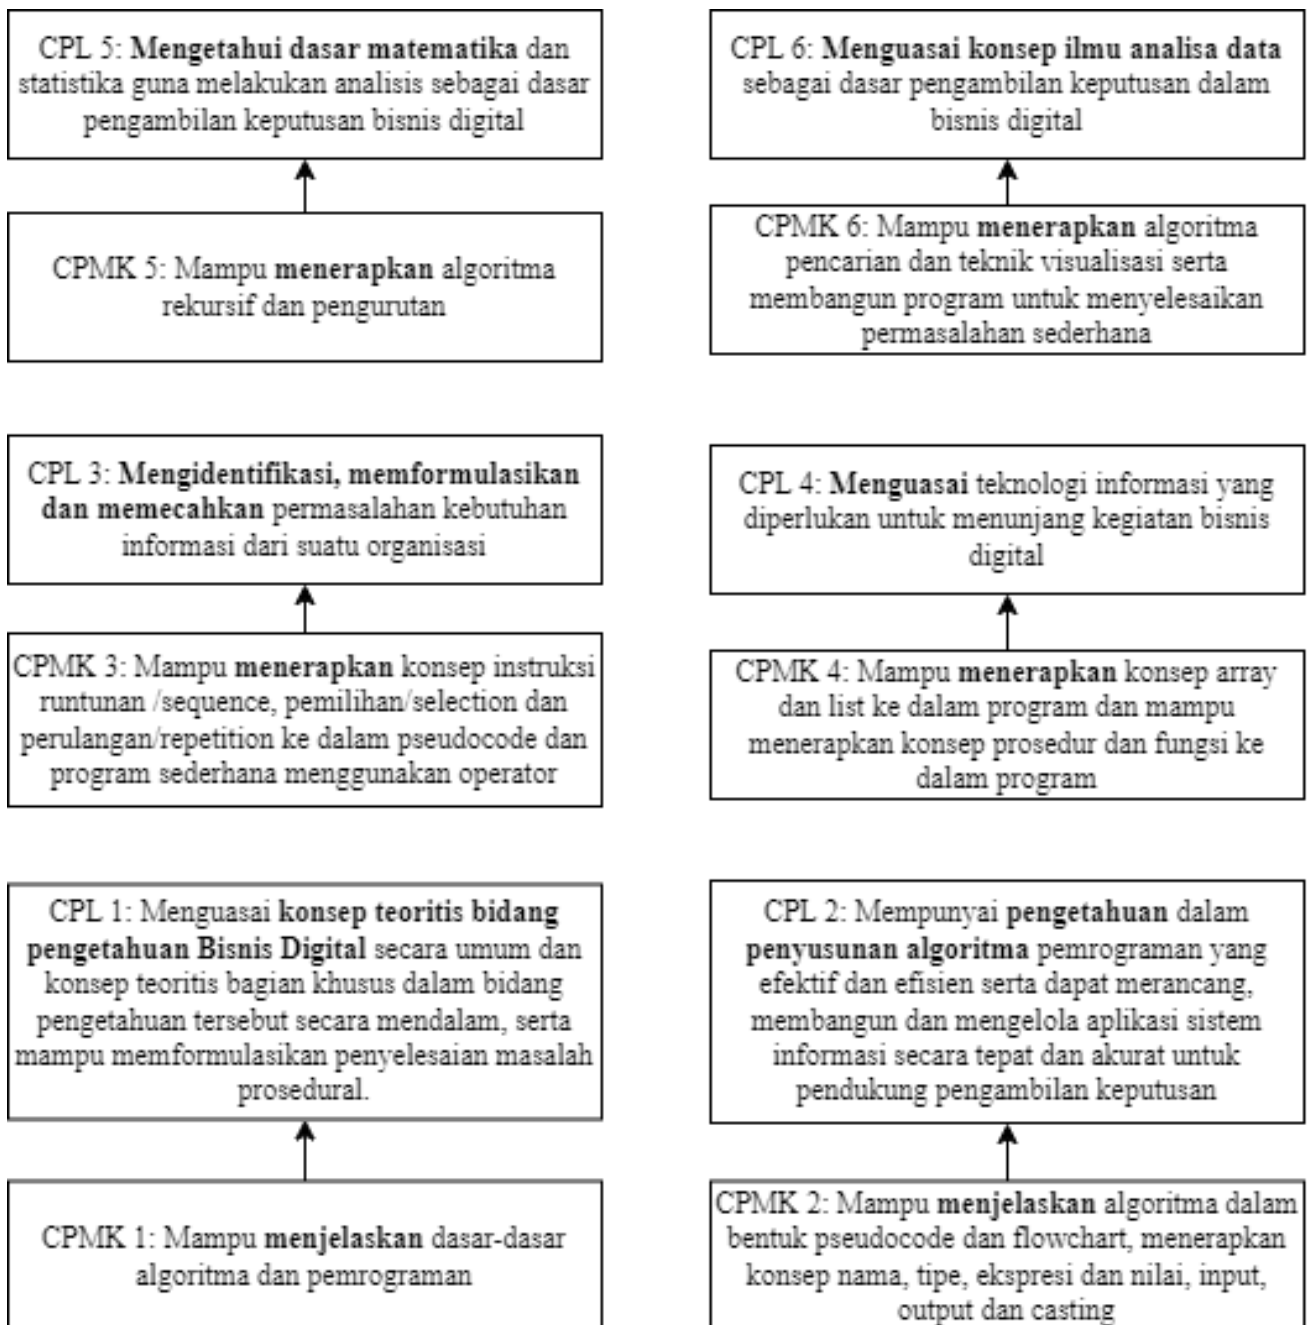 CPL 5: Mengetahui dasar matematika dan
statistika guna melakukan analisis sebagai dasar
pengambilan keputusan bisnis digital
CPL 6: Menguasai konsep ilmu analisa data
sebagai dasar pengambilan keputusan dalam
bisnis digital
CPMK 5: Mampu menerapkan algoritma
rekursif dan pengurutan
CPMK 6: Mampu menerapkan algoritma
pencarian dan teknik visualisasi serta
membangun program untuk menyelesaikan
permasalahan sederhana
CPL 3: Mengidentifikasi, memformulasikan
dan memecahkan permasalahan kebutuhan
informasi dari suatu organisasi
CPL 4: Menguasai teknologi informasi yang
diperlukan untuk menunjang kegiatan bisnis
digital
CPMK 3: Mampu menerapkan konsep instruksi
runtunan /sequence, pemilihan/selection dan
perulangan/repetition ke dalam pseudocode dan
program sederhana menggunakan operator
CPMK 4: Mampu menerapkan konsep array
dan list ke dalam program dan mampu
menerapkan konsep prosedur dan fungsi ke
dalam program
CPL 1: Menguasai konsep teoritis bidang
pengetahuan Bisnis Digital secara umum dan
konsep teoritis bagian khusus dalam bidang
pengetahuan tersebut secara mendalam, serta
mampu memformulasikan penyelesaian masalah
prosedural.
CPL 2: Mempunyai pengetahuan dalam
penyusunan algoritma pemrograman yang
efektif dan efisien serta dapat merancang,
membangun dan mengelola aplikasi sistem
informasi secara tepat dan akurat untuk
pendukung pengambilan keputusan
CPMK 1: Mampu menjelaskan dasar-dasar
algoritma dan pemrograman
CPMK 2: Mampu menjelaskan algoritma dalam
bentuk pseudocode dan flowchart, menerapkan
konsep nama, tipe, ekspresi dan nilai, input,
output dan casting